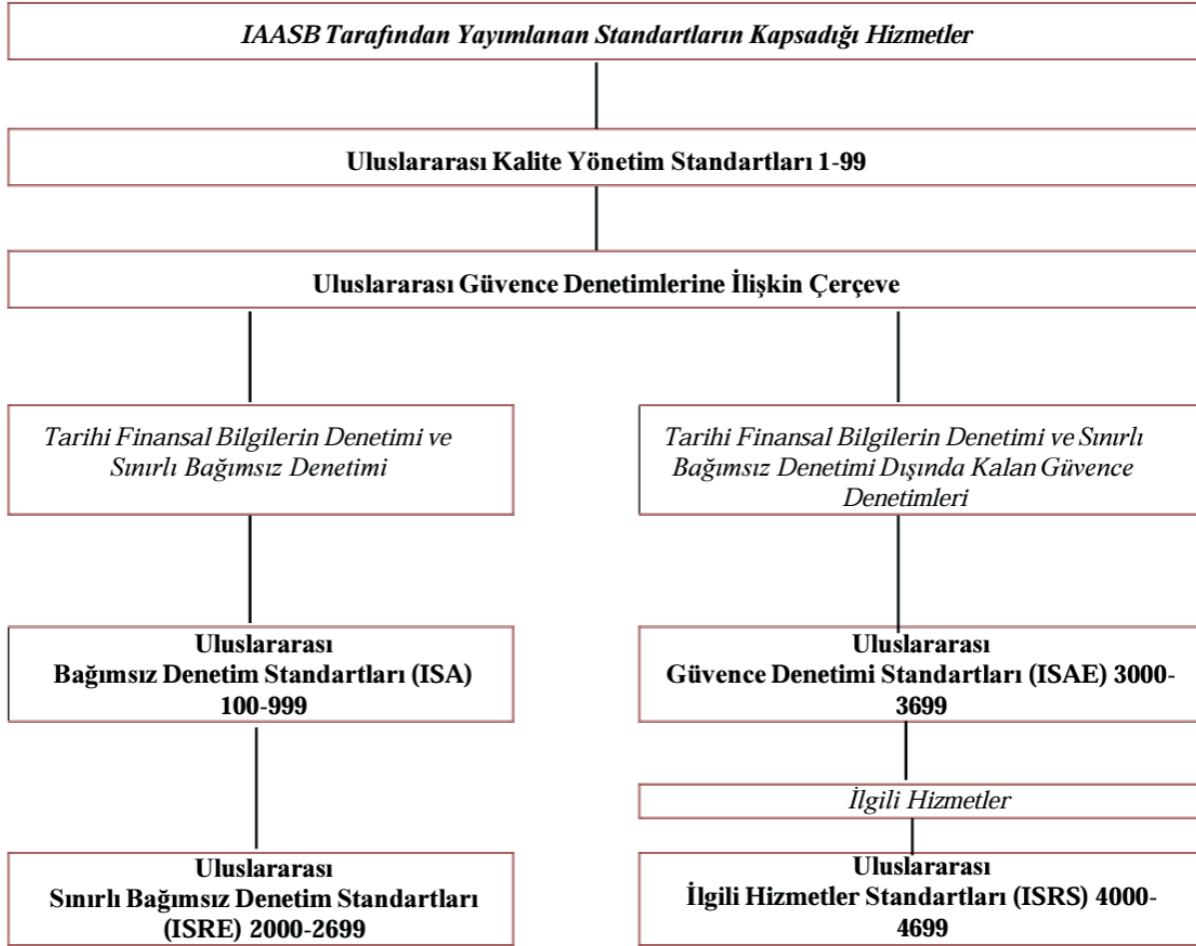 IAASB Tarafından Yayımlanan Standartların Kapsadığı Hizmetler
Uluslararası Kalite Yönetim Standartları 1-99
Uluslararası Güvence Denetimlerine İlişkin Çerçeve
Tarihi Finansal Bilgilerin Denetimi ve
Sınırlı Bağımsız Denetimi
Tarihi Finansal Bilgilerin Denetimi ve Sınırlı
Bağımsız Denetimi Dışında Kalan Güvence
Denetimleri
Uluslararası
Bağımsız Denetim Standartları (ISA)
100-999
Uluslararası
Güvence Denetimi Standartları (ISAE) 3000-
3699
İlgili Hizmetler
Uluslararası
Sınırlı Bağımsız Denetim Standartları
(ISRE) 2000-2699
Uluslararası
İlgili Hizmetler Standartları (ISRS) 4000-
4699